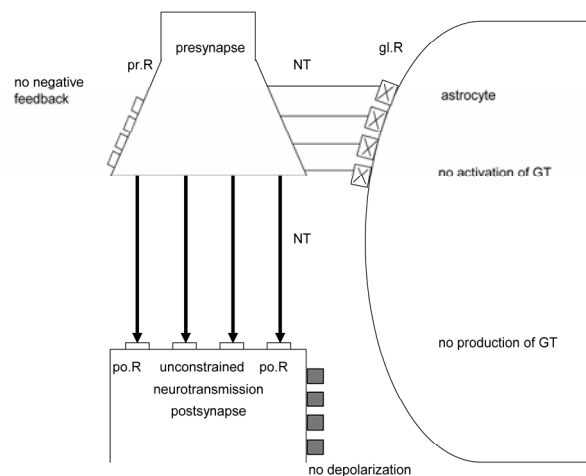 presynapse
pr.R
NT
gl.R
no negative
feedback
astrocyte
no activation of GT
NT
no production of GT
po.R unconstrained po.R
neurotransmission
postsynapse
no depolarization